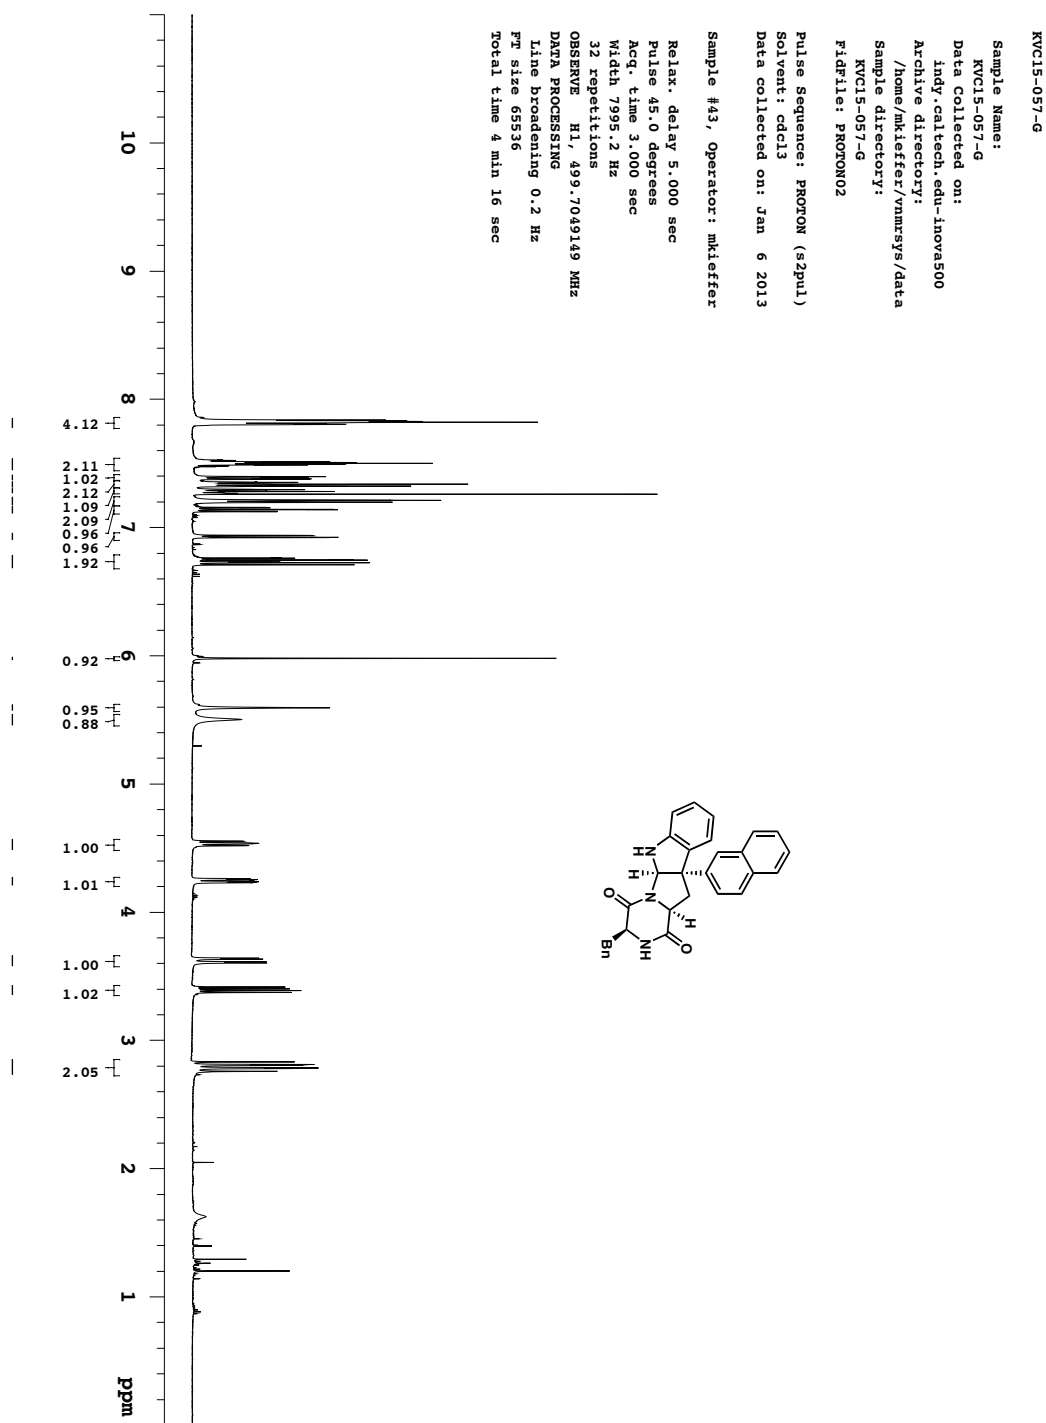 KVC15-057-G
Sample Name:
KVC15-057-G
Data Collected on:
indy.caltech.edu-inova500
Archive directory:
/home/mkieffer/vnmrsys/data
Sample directory:
KVC15-057-G
FidFile: PROTON02
Pulse Sequence: PROTON (s2pul)
Solvent: cdcl3
Data collected on: Jan 6 2013
Sample #43, Operator: mkieffer
Relax. delay 5.000 sec
Pulse 45.0 degrees
Acq. time 3.000 sec
Width 7995.2 Hz
32 repetitions
OBSERVE H1, 499.7049149 MHz
DATA PROCESSING
Line broadening 0.2 Hz
FT size 65536
Total time 4 min 16 sec
N
H
H
N
H
O
O
NH
Bn
10 9 8 7 6 5 4 3 2 1 ppm
4.12
2.11
1.02
2.12
1.09
2.09
0.96
0.96
1.92
0.92
0.95
0.88
1.00
1.01
1.00
1.02
2.05